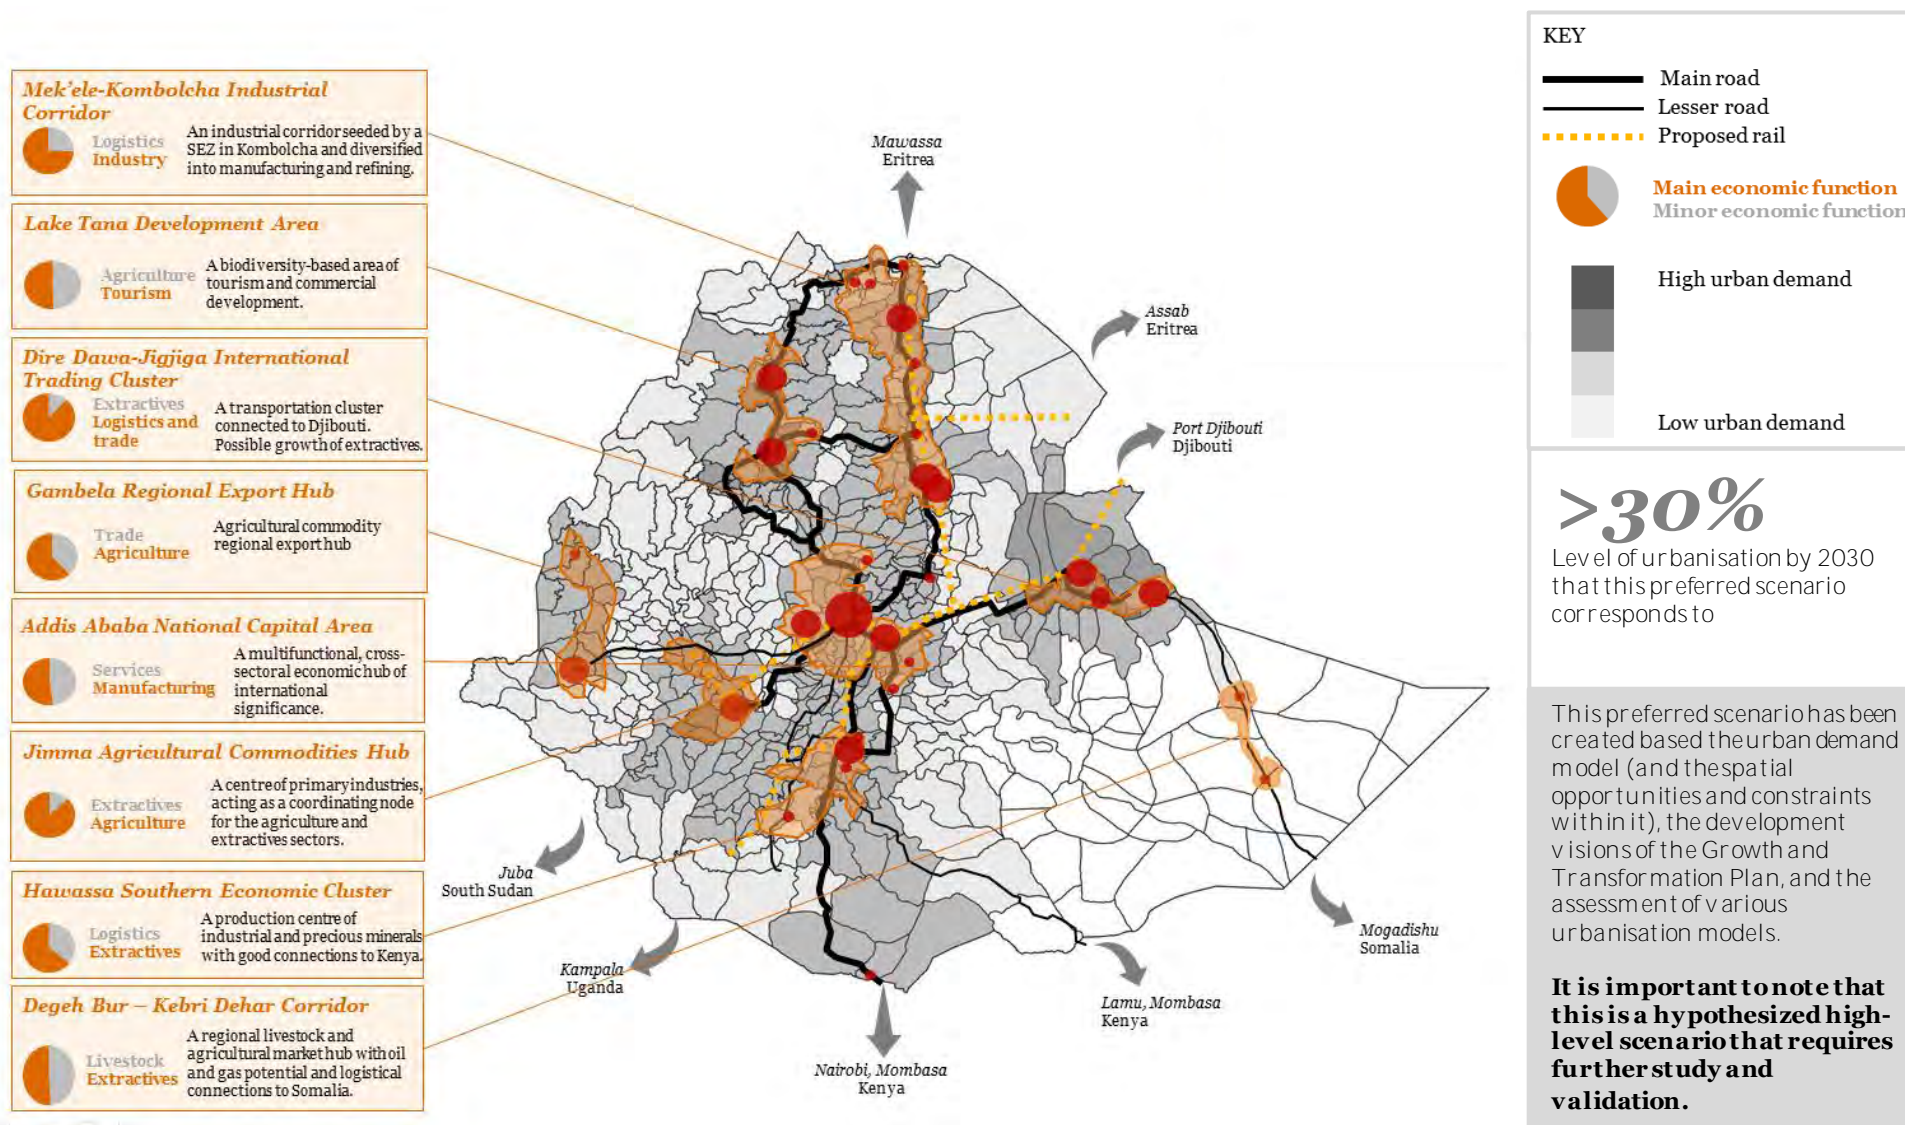 Mek'ele-Kombolcha Industrial
Corridor
Logistics
Industry
An industrial corridor seeded by a
SEZ in Kombolcha and diversified
into manufacturing and refining.
Lake Tana Development Area
Agriculture
Tourism
A biodiversity-based area of
tourism and commercial
development.
Dire Dawa-Jigjiga International
Trading Cluster
Extractives
Logistics and
trade
A transportation cluster
connected to Djibouti.
Possible growth of extractives.
Gambela Regional Export Hub
Trade
Agriculture
Agricultural commodity
regional export hub
Addis Ababa National Capital Area
Services
Manufacturing
A multifunctional, cross-
sectoral economic hub of
international
significance.
Jimma Agricultural Commodities Hub
Extractives
Agriculture
A centre of primary industries,
acting as a coordinating node
for the agriculture and
extractives sectors.
Hawassa Southern Economic Cluster
Logistics
Extractives
A production centre of
industrial and precious minerals
with good connections to Kenya.
Degeh Bur – Kebri Dehar Corridor
Livestock
Extractives
A regional livestock and
agricultural market hub with oil
and gas potential and logistical
connections to Somalia.
Mawassa
Eritrea
Assab
Eritrea
Port Djibouti
Djibouti
Juba
South Sudan
Kampala
Uganda
Nairobi, Mombasa
Kenya
Lamu, Mombasa
Kenya
Mogadishu
Somalia
KEY
Main road
Lesser road
Proposed rail
Main economic function
Minor economic function
High urban demand
Low urban demand
>30%
Level of urbanisation by 2030
that this preferred scenario
corresponds to
This preferred scenario has been
created based the urban demand
model (and the spatial
opportunities and constraints
within it), the development
visions of the Growth and
Transformation Plan, and the
assessment of various
urbanisation models.
It is important to note that
this is a hypothesized high-
level scenario that requires
further study and
validation.